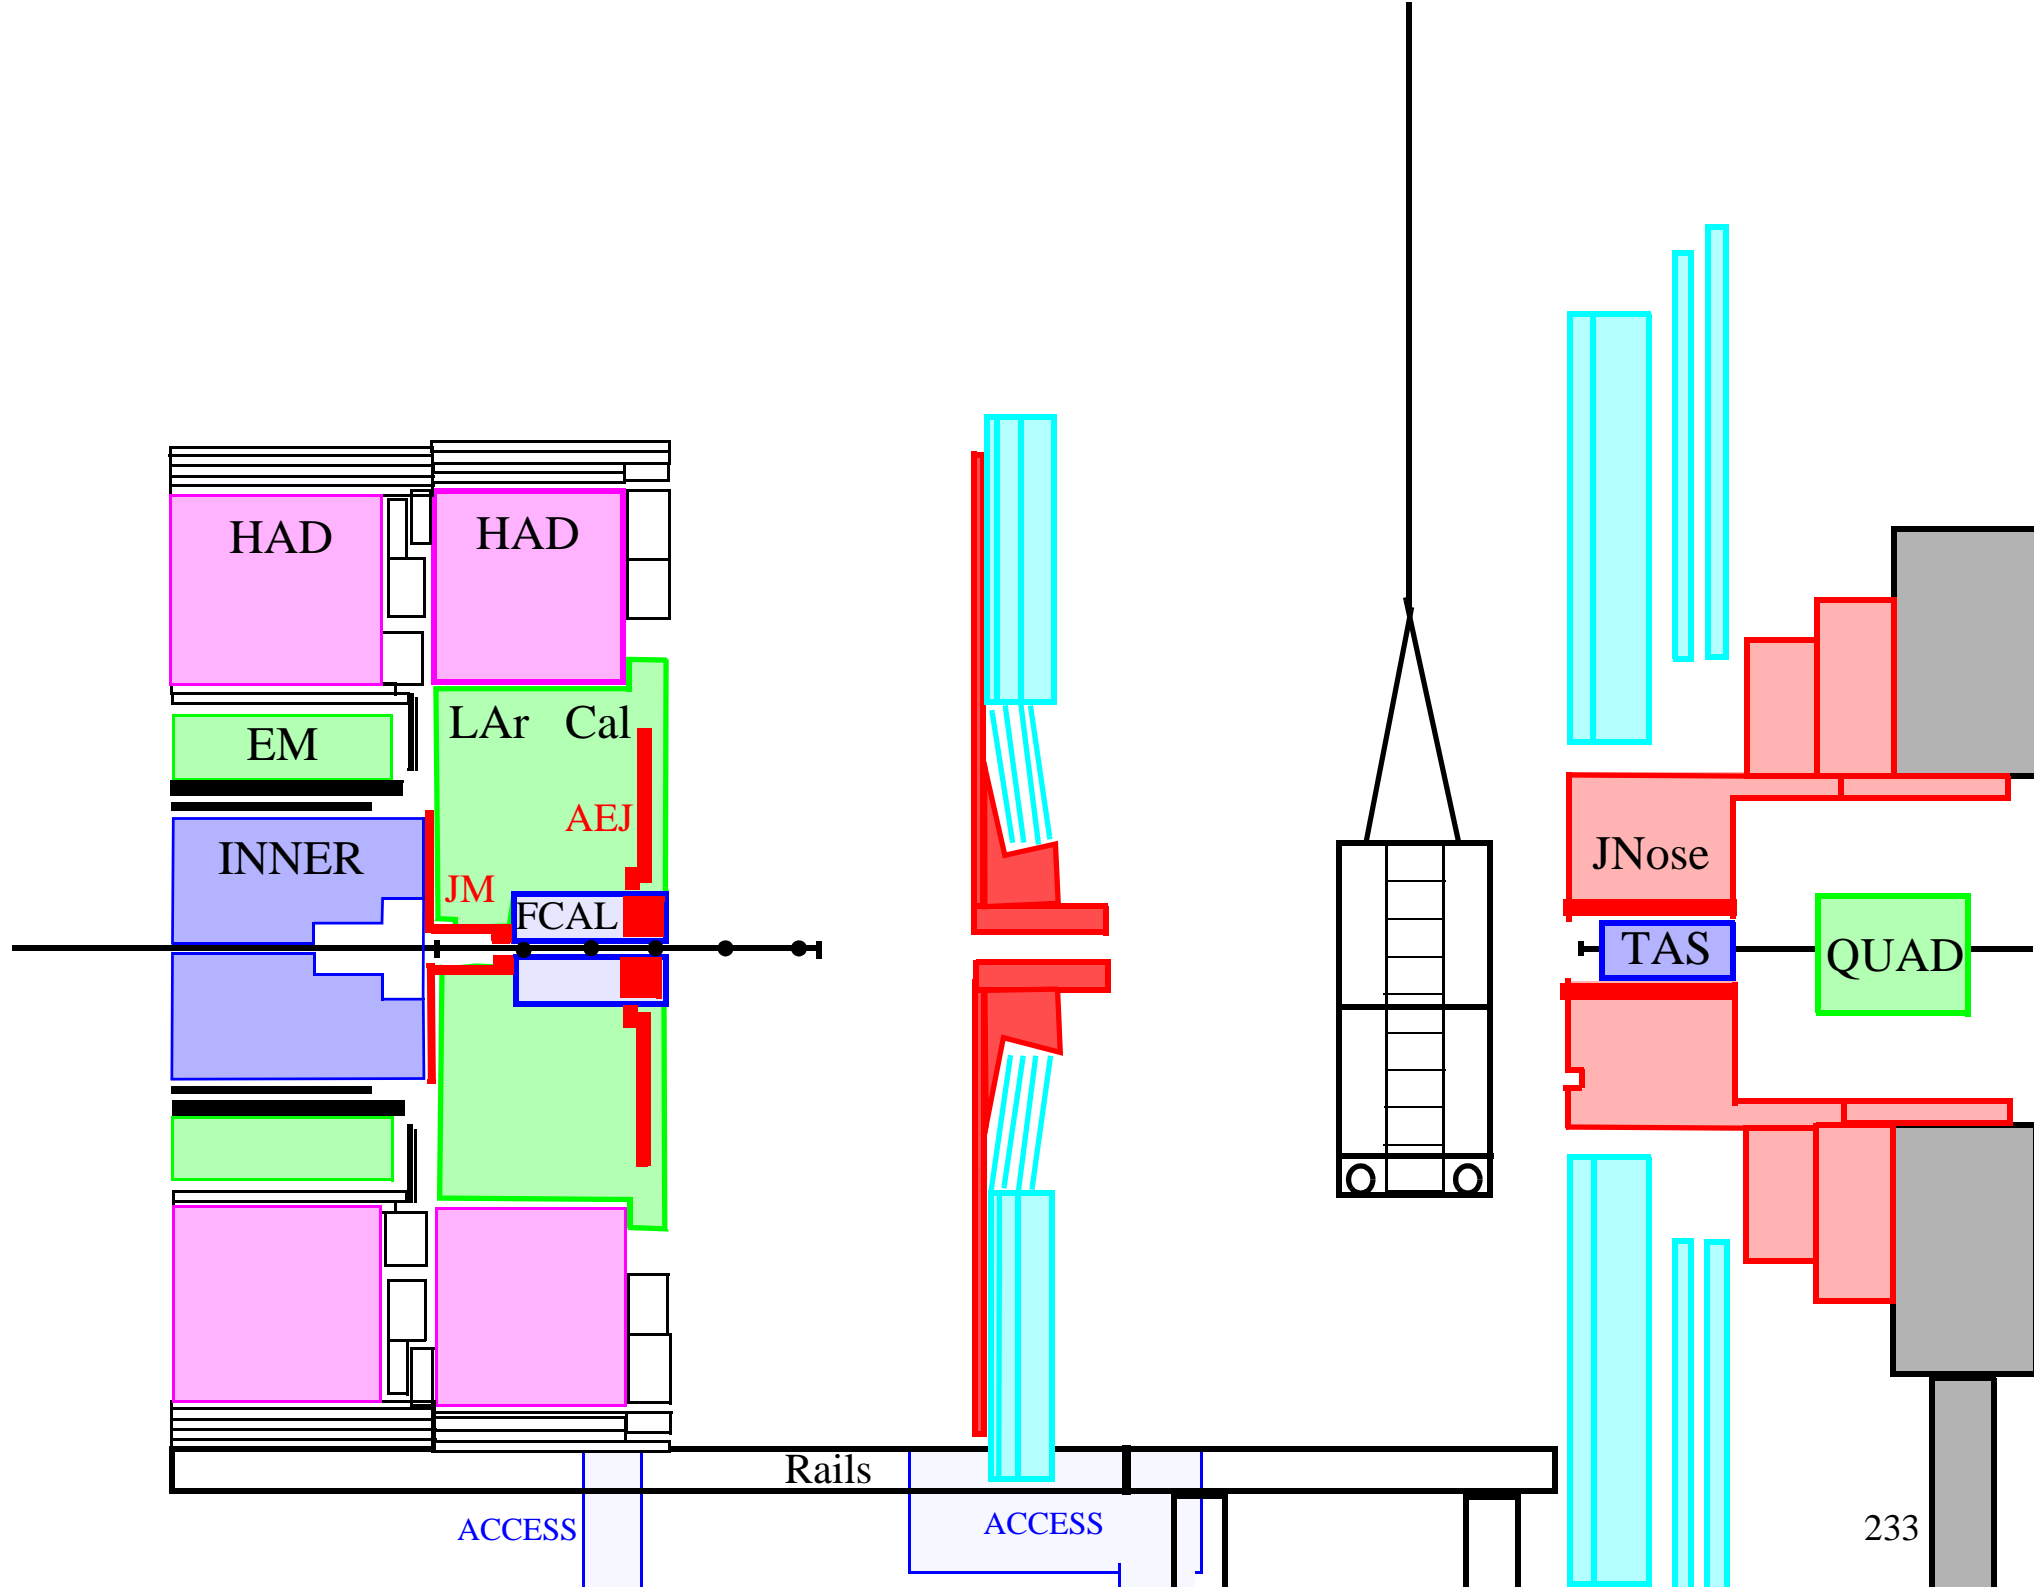 HAD
HAD
LAr Cal
EM
AEJ
INNER
JNose
JM
FCAL
TAS
QUAD
Rails
ACCESS
ACCESS
233